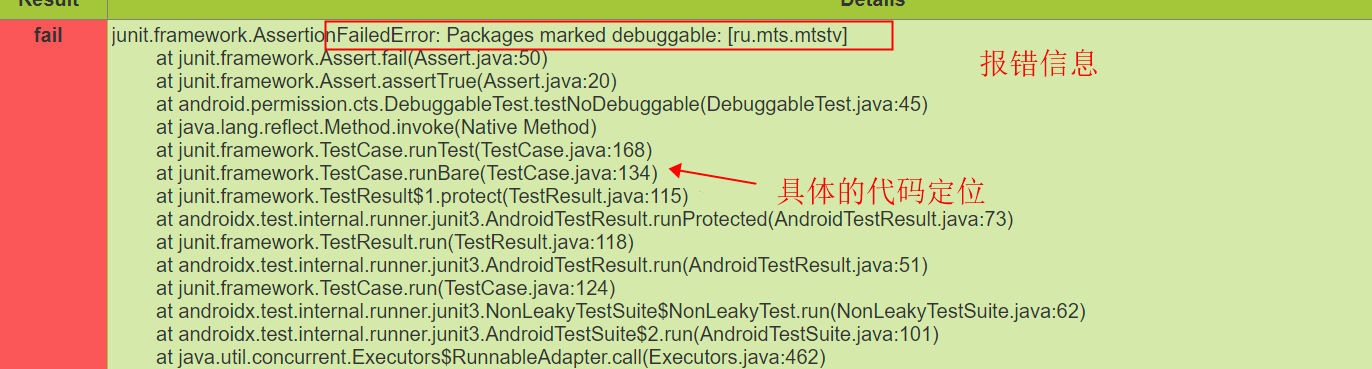 Result Details
fail junit.framework.AssertionFailedError: Packages marked debuggable: [ru.mts.mtstv]
报错信息
at junit.framework.Assert.fail(Assert.java:50)
at junit.framework.Assert.assertTrue(Assert.java:20)
at android.permission.cts.DebuggableTest.testNoDebuggable(DebuggableTest.java:45)
at java.lang.reflect.Method.invoke(Native Method)
at junit.framework.TestCase.runTest(TestCase.java:168)
at junit.framework.TestCase.runBare(TestCase.java:134)
具体的代码定位
at junit.framework.TestResult$1.protect(TestResult.java:115)
at androidx.test.internal.runner.junit3.AndroidTestResult.runProtected(AndroidTestResult.java:73)
at junit.framework.TestResult.run(TestResult.java:118)
at androidx.test.internal.runner.junit3.AndroidTestResult.run(AndroidTestResult.java:51)
at junit.framework.TestCase.run(TestCase.java:124)
at androidx.test.internal.runner.junit3.NonLeakyTestSuite$NonLeakyTest.run(NonLeakyTestSuite.java:62)
at androidx.test.internal.runner.junit3.AndroidTestSuite$2.run(AndroidTestSuite.java:101)
at java.util.concurrent.Executors$RunnableAdapter.call(Executors.java:462)